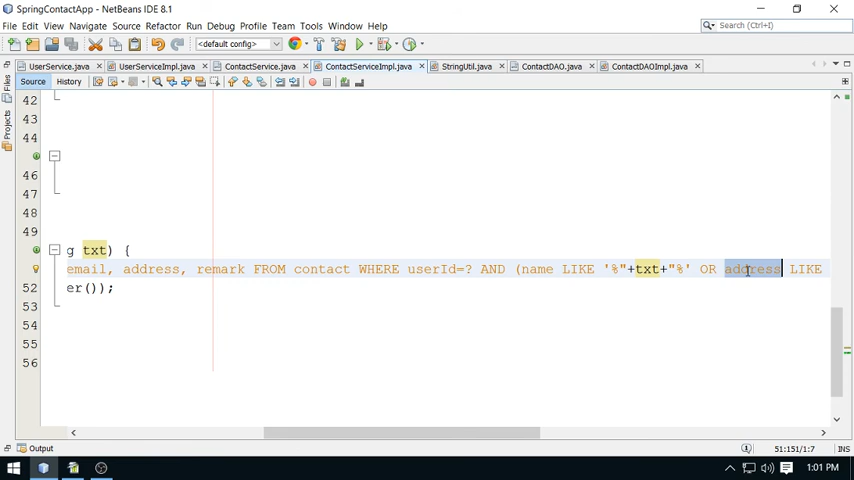 SpringContactApp - NetBeans IDE 8.1
File Edit View Navigate Source Refactor Run Debug Profile Team Tools Window Help
Search (Ctrl+I)
<default config>
UserService.java UserServiceImpl.java ContactService.java ContactServiceImpl.java StringUtil.java ContactDAO.java ContactDAOImpl.java
Source History
Files
Projects
42
43
44
46
47
48
49
g txt) {
email, address, remark FROM contact WHERE userId=? AND (name LIKE '%"+txt+"%' OR address LIKE
52 er());
53
54
55
56
Output
51:151/1:7 INS
1:01 PM